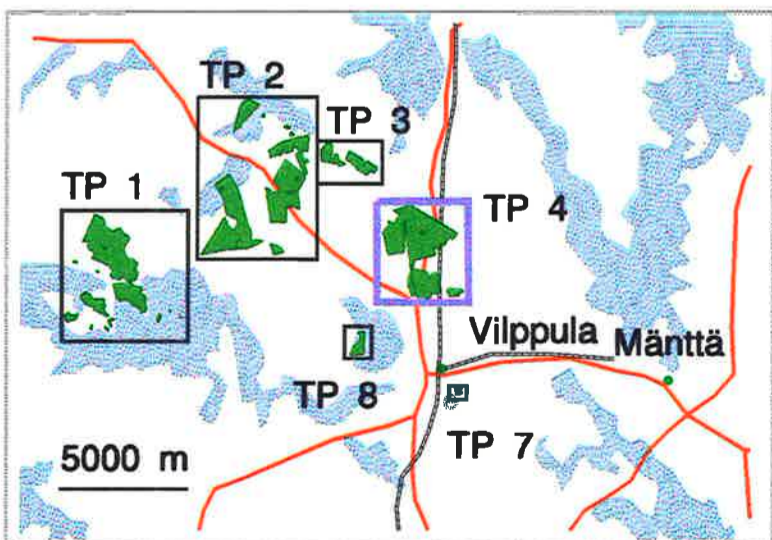 TP 2
TP 3
TP 1
TP 4
Vilppula
Mänttä
TP 8
TP 7
5000 m